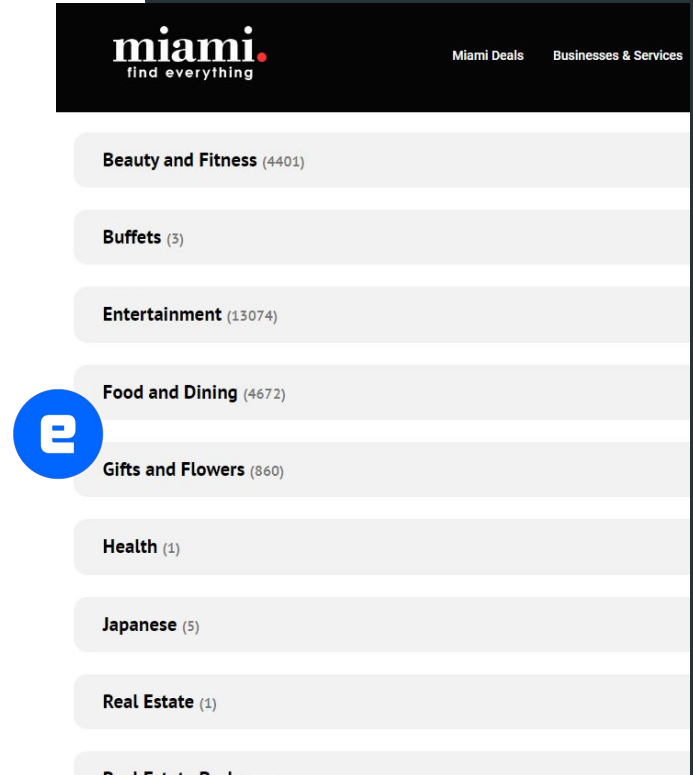 miami.
find everything
Miami Deals
Businesses & Services
Beauty and Fitness (4401)
Buffets (3)
Entertainment (13074)
Food and Dining (4672)
e
Gifts and Flowers (860)
Health (1)
Japanese (5)
Real Estate (1)